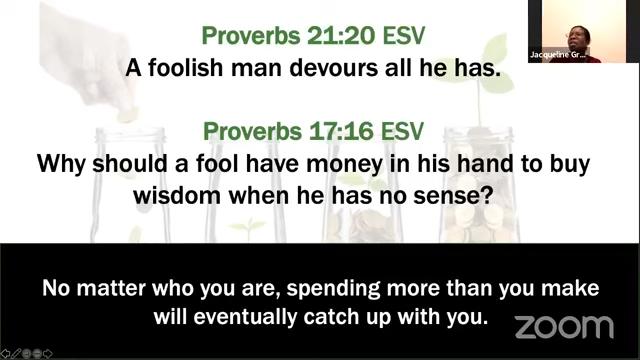 Proverbs 21:20 ESV
A foolish man devours all he has.
Jacqueline Gr...
Proverbs 17:16 ESV
Why should a fool have money in his hand to buy
wisdom when he has no sense?
No matter who you are, spending more than you make
will eventually catch up with you.
zoom